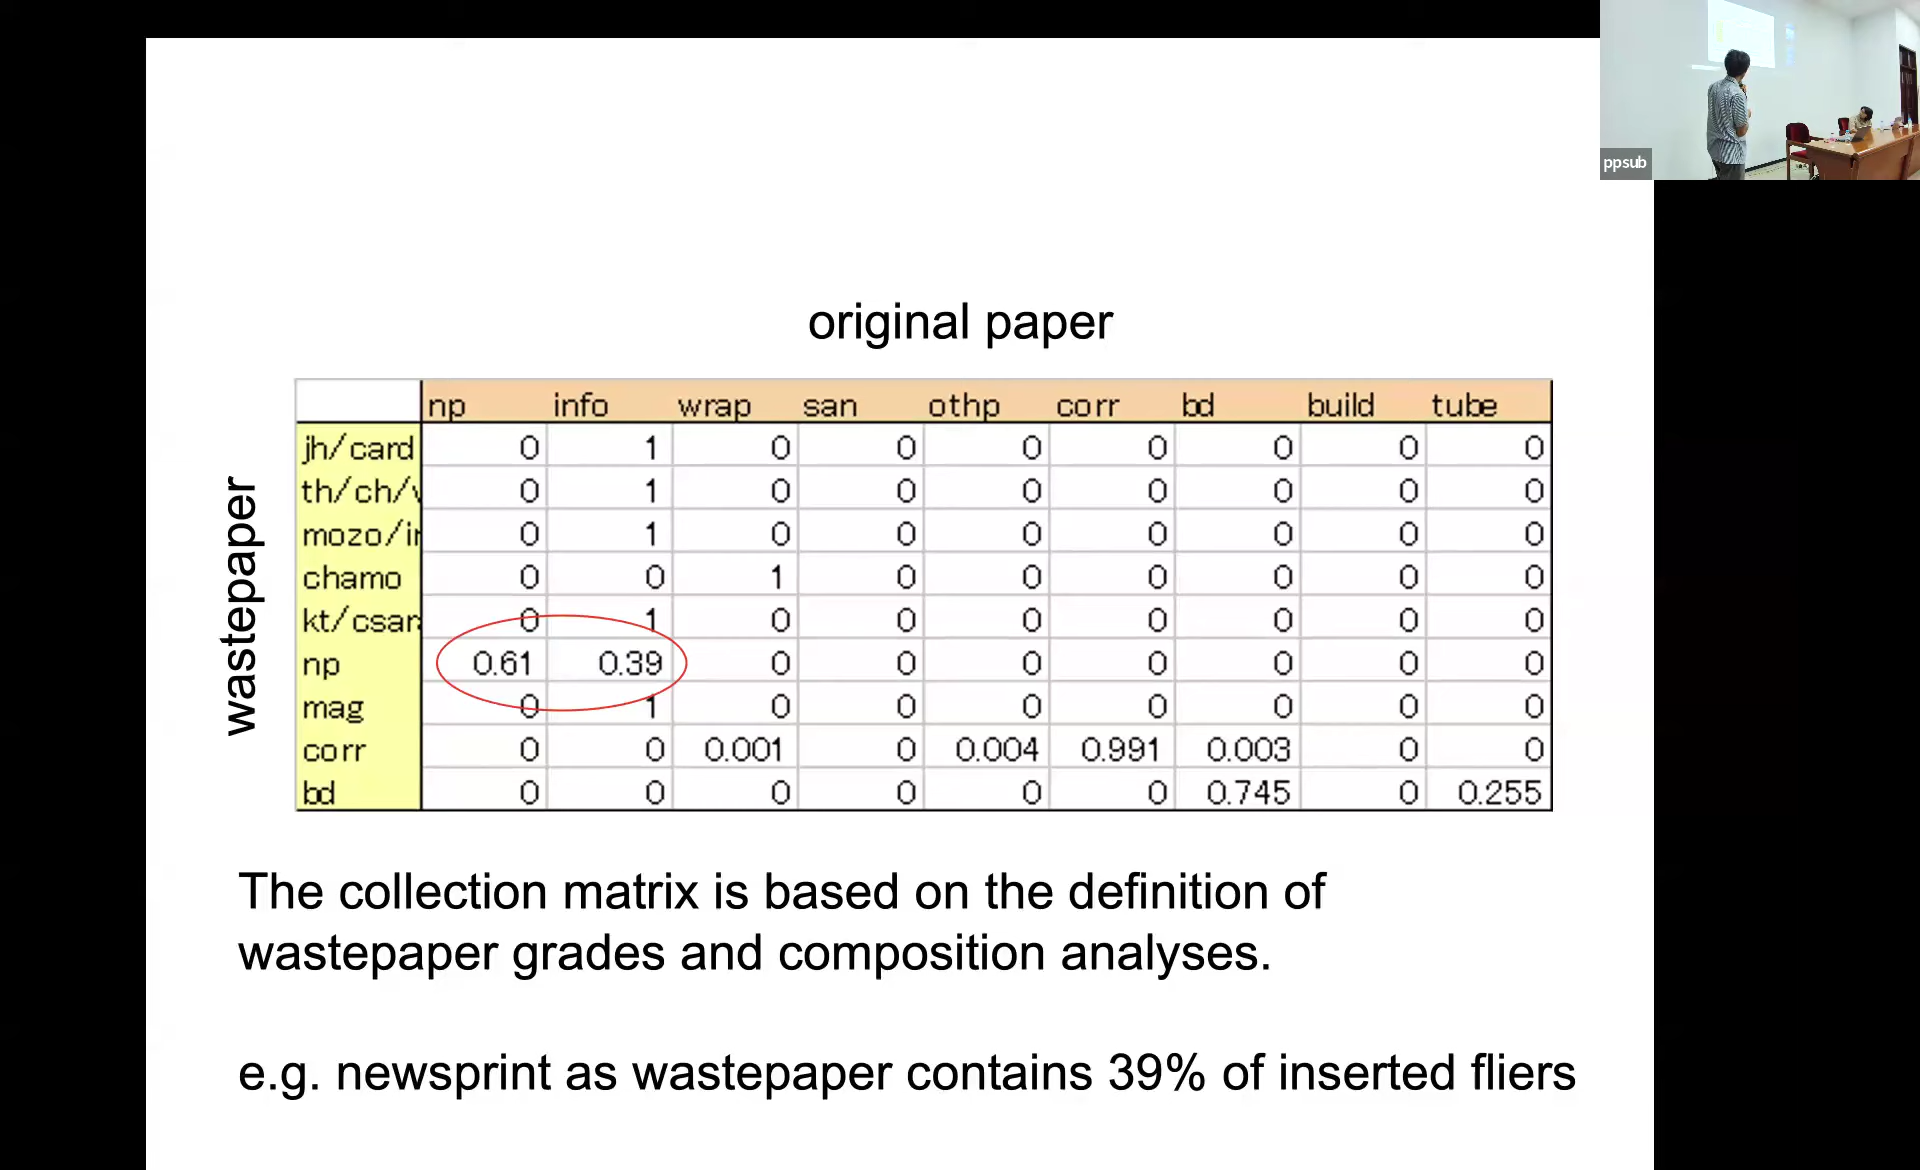 ppsub
original paper
wastepaper
np info wrap san othp corr bd build tube
jh/card 0 1 0 0 0 0 0 0 0
th/ch/ 0 1 0 0 0 0 0 0 0
mozo/ 0 1 0 0 0 0 0 0 0
chamo 0 0 1 0 0 0 0 0 0
kt/csan 0 1 0 0 0 0 0 0 0
np 0.61 0.39 0 0 0 0 0 0 0
mag 0 1 0 0 0 0 0 0 0
corr 0 0 0.001 0 0.004 0.991 0.003 0 0
bd 0 0 0 0 0 0 0.745 0 0.255
The collection matrix is based on the definition of
wastepaper grades and composition analyses.
e.g. newsprint as wastepaper contains 39% of inserted fliers